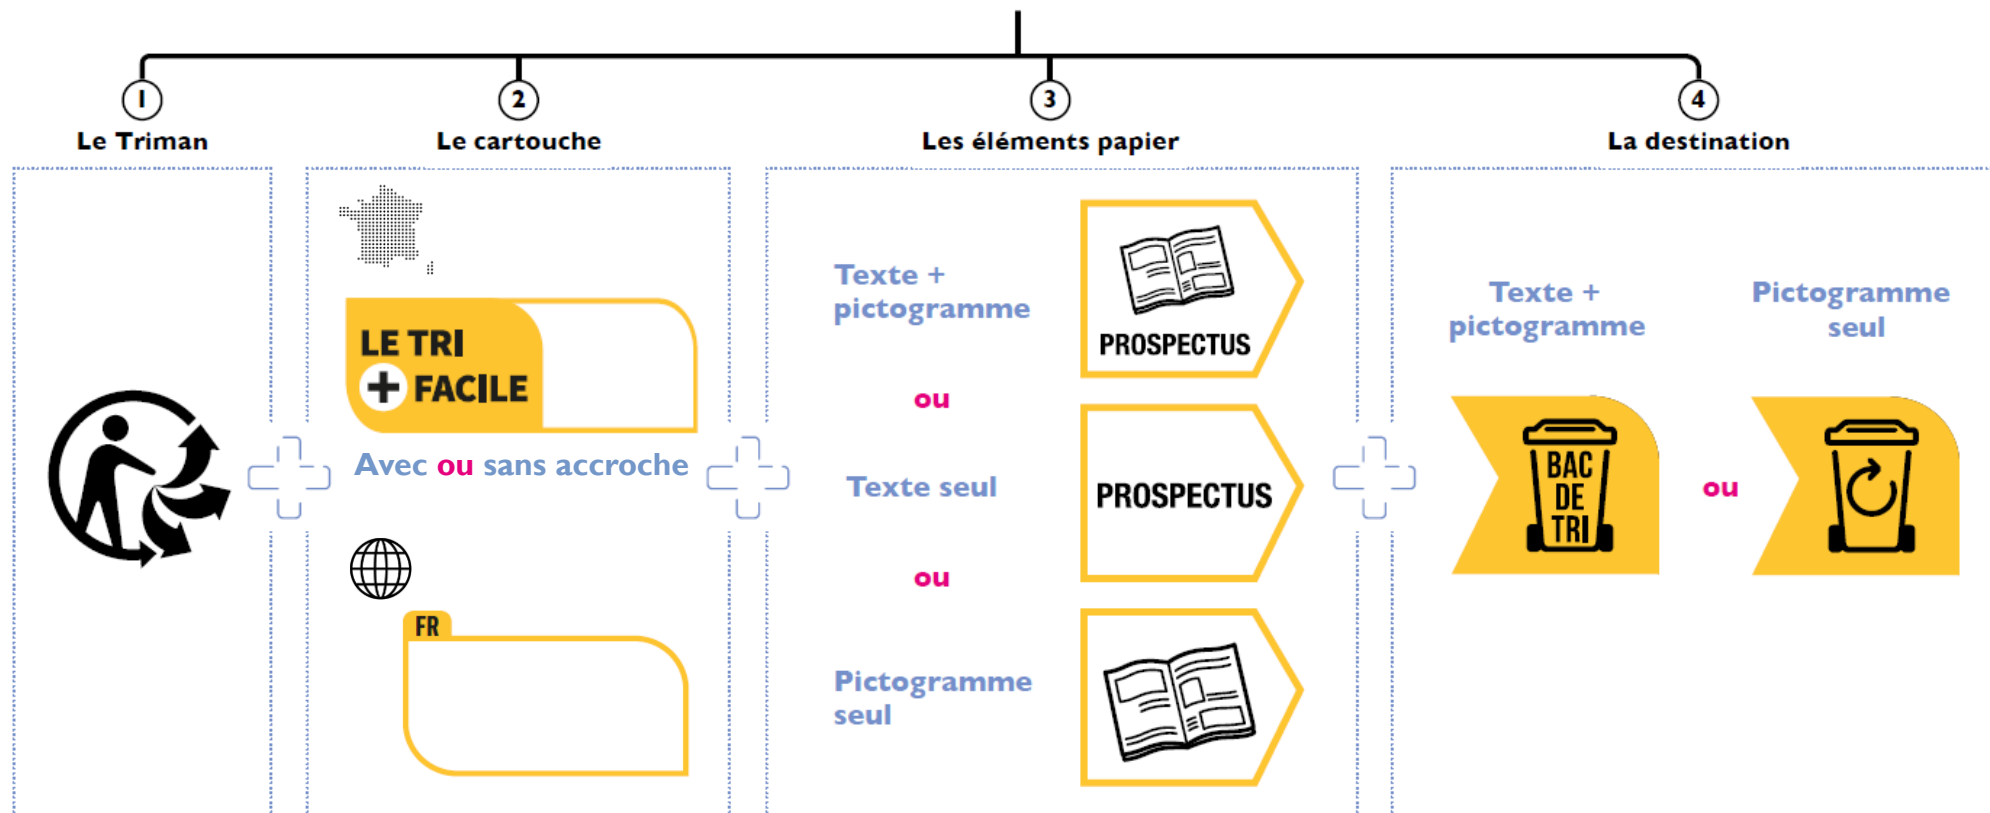 1
Le Triman
2
Le cartouche
LE TRI
+ FACILE
Avec ou sans accroche
FR
3
Les éléments papier
Texte +
pictogramme
PROSPECTUS
ou
Texte seul
PROSPECTUS
ou
Pictogramme
seul
4
La destination
Texte +
pictogramme
BAC
DE
TRI
ou
Pictogramme
seul